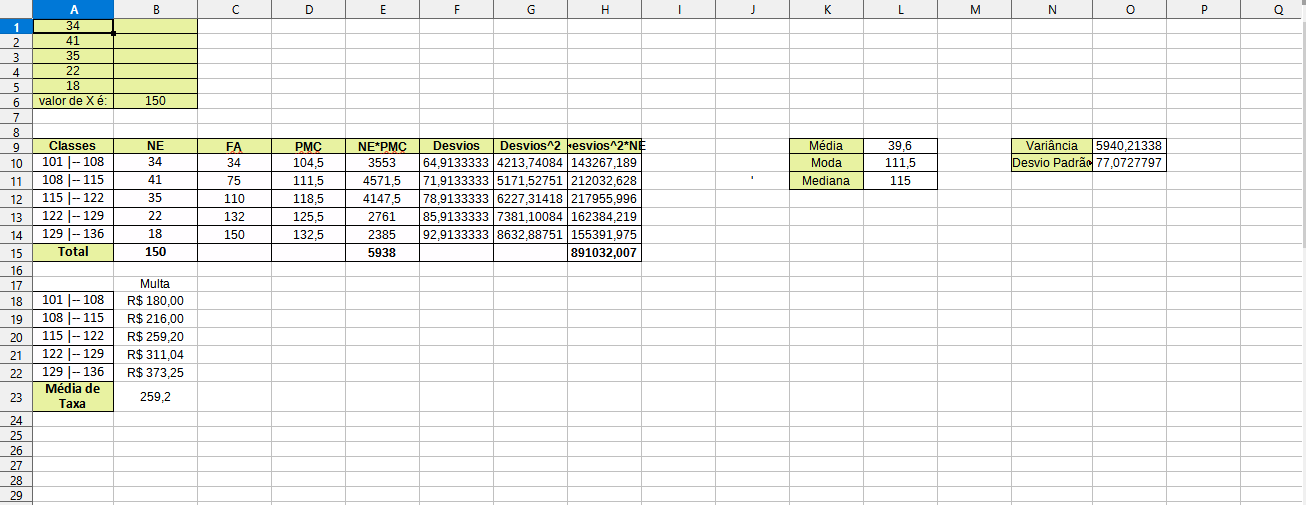 A B C D E F G H I J K L M N O P Q
1 34
2 41
3 35
4 22
5 18
6 valor de X é: 150
7
8
9 Classes NE FA PMC NE*PMC Desvios Desvios^2 esvios^2*NE Média 39,6 Variância 5940,21338
10 101 |-- 108 34 34 104,5 3553 64,9133333 4213,74084 143267,189 Moda 111,5 Desvio Padrão 77,0727797
11 108 |-- 115 41 75 111,5 4571,5 71,9133333 5171,52751 212032,628 ' Mediana 115
12 115 |-- 122 35 110 118,5 4147,5 78,9133333 6227,31418 217955,996
13 122 |-- 129 22 132 125,5 2761 85,9133333 7381,10084 162384,219
14 129 |-- 136 18 150 132,5 2385 92,9133333 8632,88751 155391,975
15 Total 150 5938 891032,007
16
17 Multa
18 101 |-- 108 R$ 180,00
19 108 |-- 115 R$ 216,00
20 115 |-- 122 R$ 259,20
21 122 |-- 129 R$ 311,04
22 129 |-- 136 R$ 373,25
23 Média de Taxa 259,2
24
25
26
27
28
29